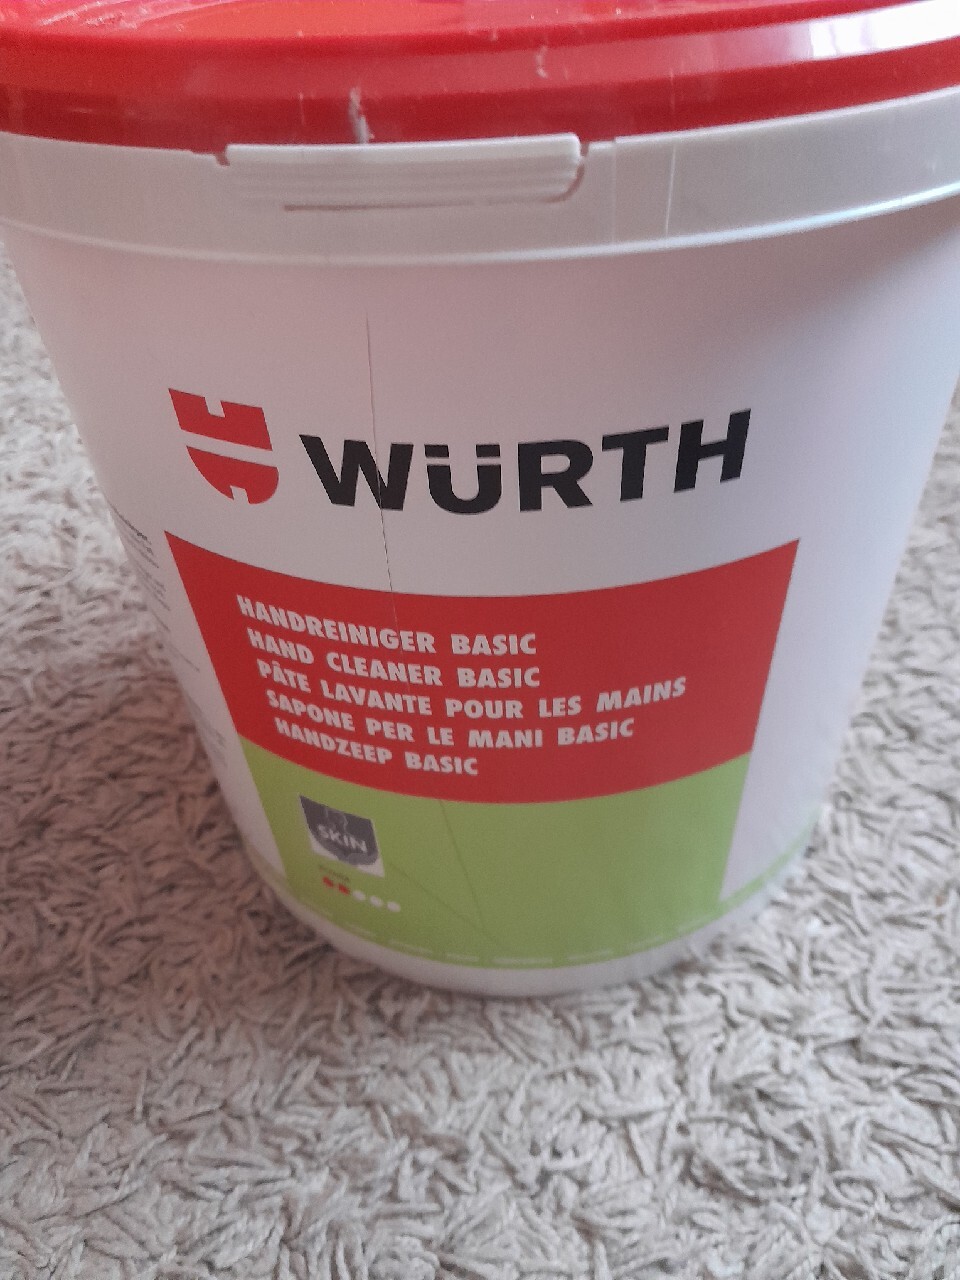 WÜRTH
HANDREINIGER BASIC
HAND CLEANER BASIC
PÂTE LAVANTE POUR LES MAINS
SAPONE PER LE MANI BASIC
HANDZEEP BASIC
SKIN